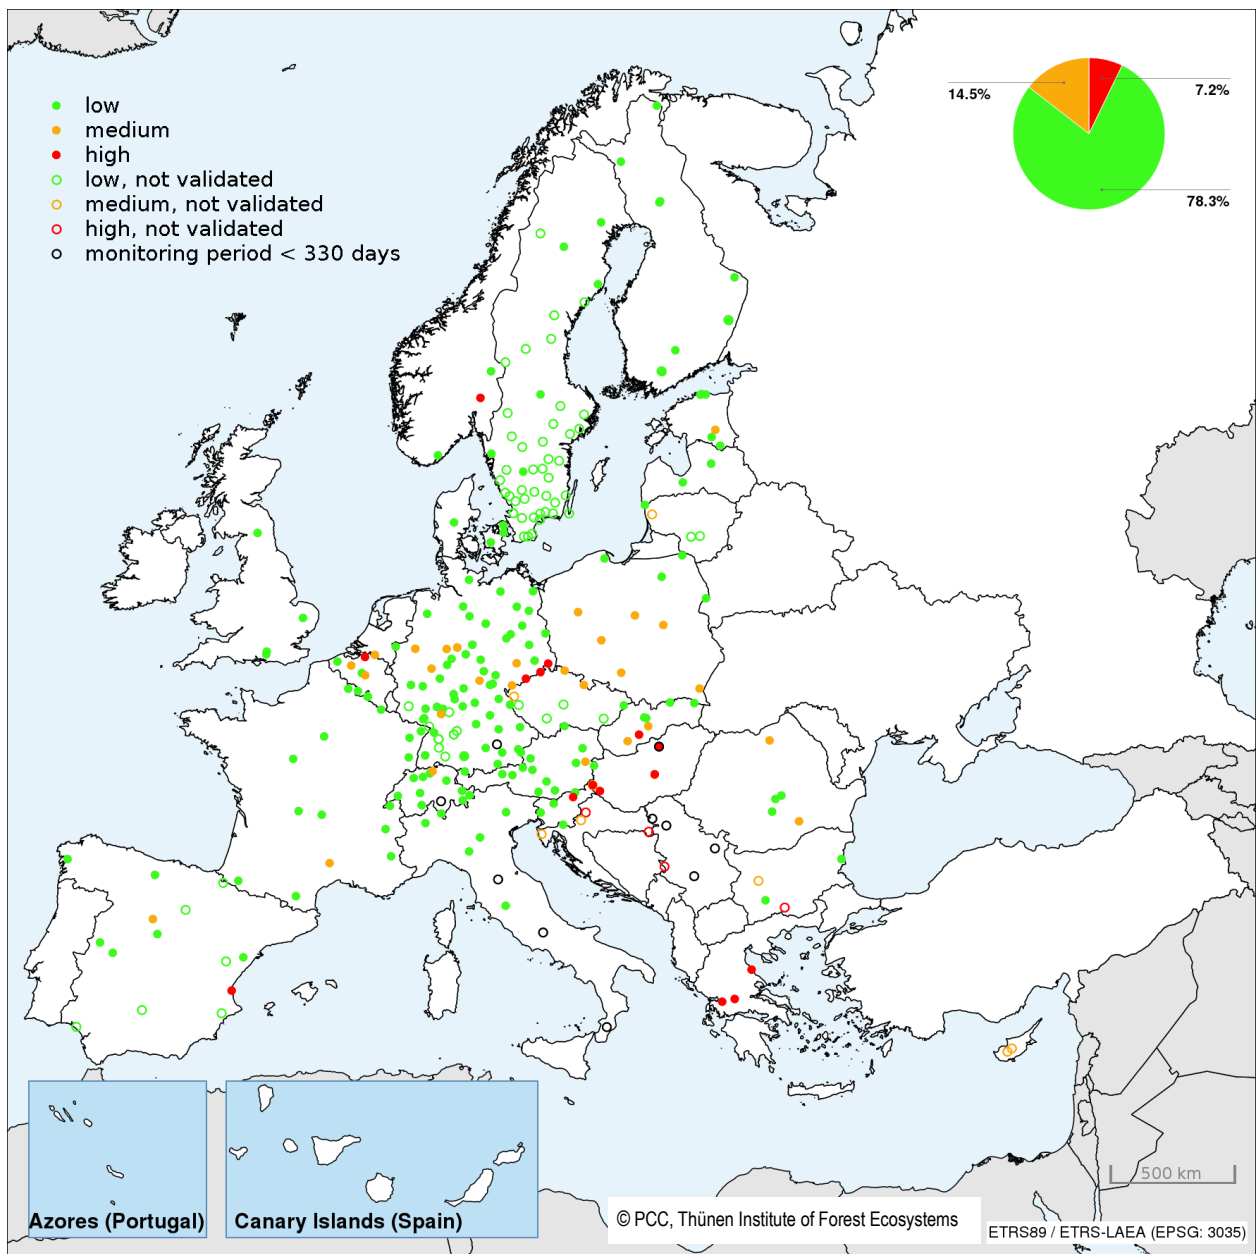 low
medium
high
low, not validated
medium, not validated
high, not validated
monitoring period < 330 days
14.5%
7.2%
78.3%
500 km
Azores (Portugal)
Canary Islands (Spain)
© PCC, Thünen Institute of Forest Ecosystems
ETRS89 / ETRS-LAEA (EPSG: 3035)